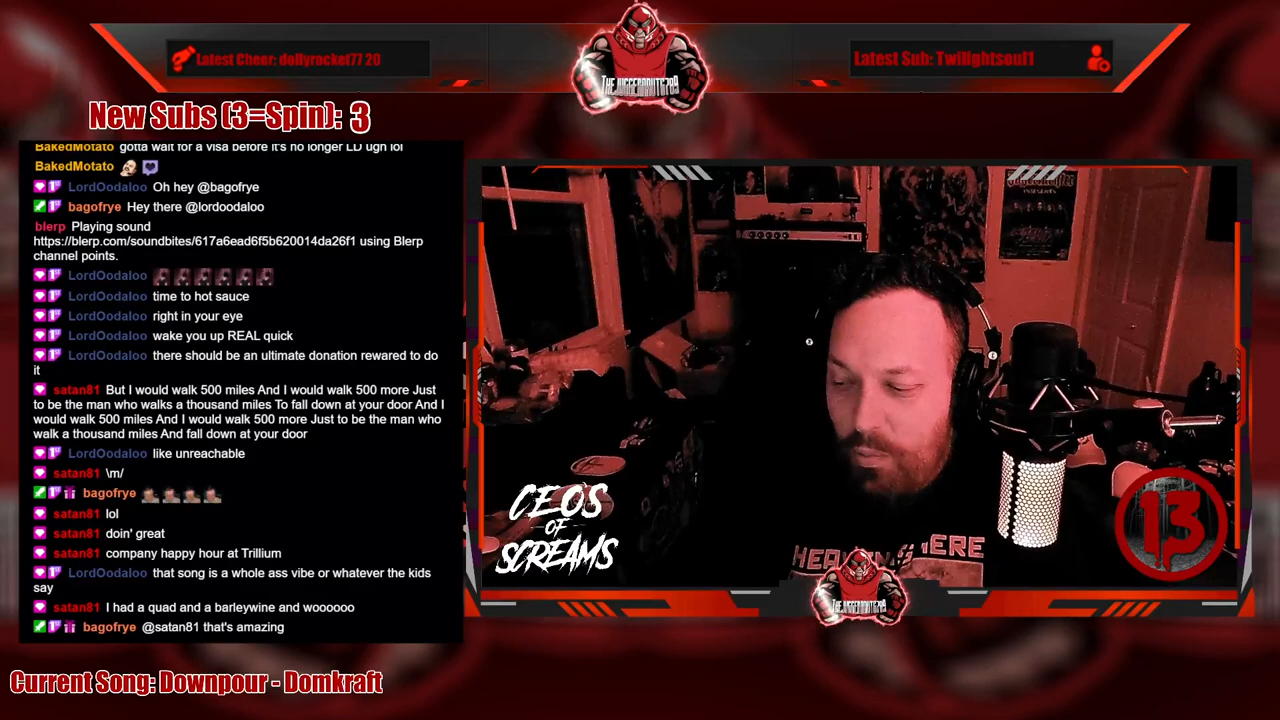 Latest Cheer: dollyrocket77 20
THEJUGGERNAUT6789
Latest Sub: Twilightsoul1
New Subs (3=Spin): 3
BakedMotato gotta wait for a visa before it's no longer LD ugh lol
BakedMotato
LordOodaloo Oh hey @bagofrye
bagofrye Hey there @lordoodaloo
blerp Playing sound
https://blerp.com/soundbites/617a6ead6f5b620014da26f1 using Blerp
channel points.
LordOodaloo
LordOodaloo time to hot sauce
LordOodaloo right in your eye
LordOodaloo wake you up REAL quick
LordOodaloo there should be an ultimate donation rewared to do
it
satan81 But I would walk 500 miles And I would walk 500 more Just
to be the man who walks a thousand miles To fall down at your door And I
would walk 500 miles And I would walk 500 more Just to be the man who
walk a thousand miles And fall down at your door
LordOodaloo like unreachable
satan81 \m/
bagofrye
satan81 lol
satan81 doin' great
satan81 company happy hour at Trillium
LordOodaloo that song is a whole ass vibe or whatever the kids
say
satan81 I had a quad and a barleywine and woooooo
bagofrye @satan81 that's amazing
CEOS
OF
SCREAMS
13
Current Song: Downpour - Domkraft